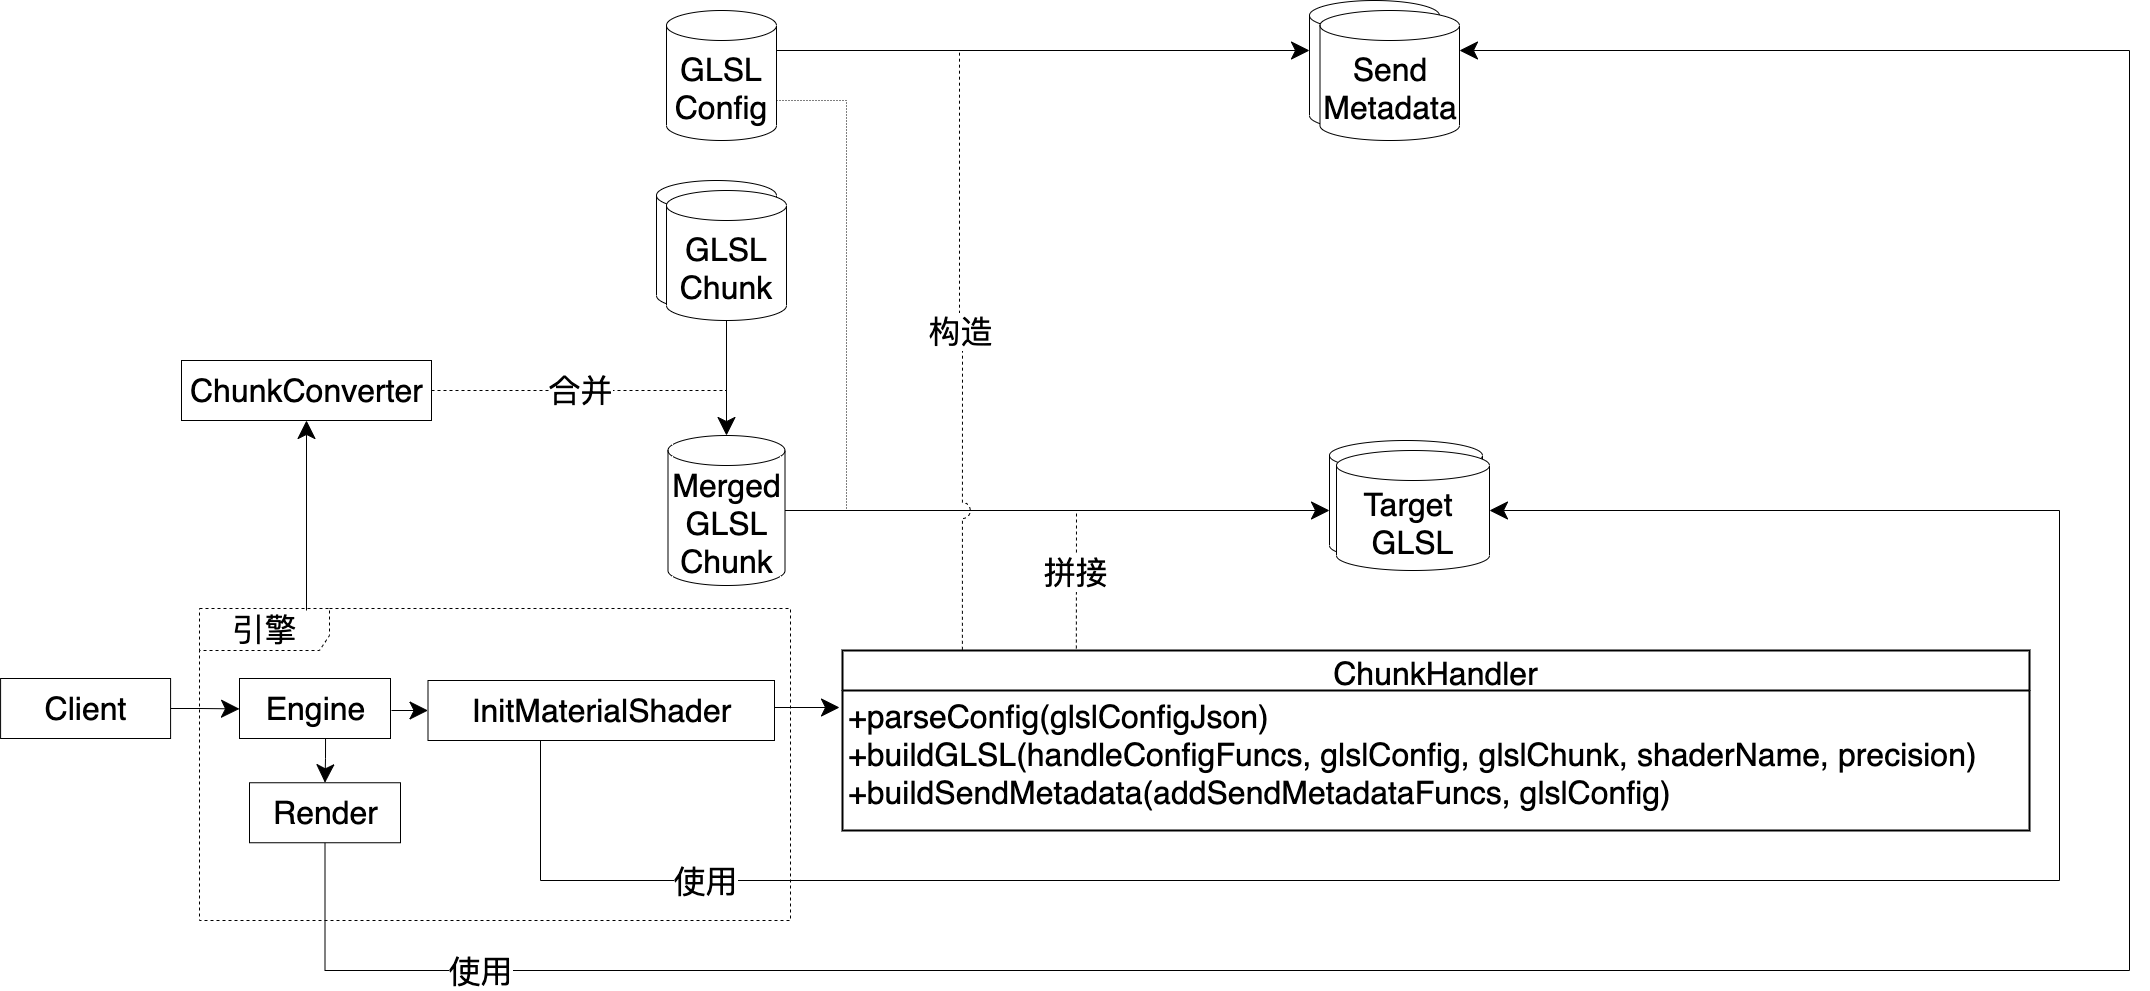 GLSL
Config
Send
Metadata
GLSL
Chunk
构造
ChunkConverter
合并
Merged
GLSL
Chunk
Target
GLSL
拼接
引擎
Client
Engine
InitMaterialShader
Render
ChunkHandler
+parseConfig(glslConfigJson)
+buildGLSL(handleConfigFuncs, glslConfig, glslChunk, shaderName, precision)
+buildSendMetadata(addSendMetadataFuncs, glslConfig)
使用
使用